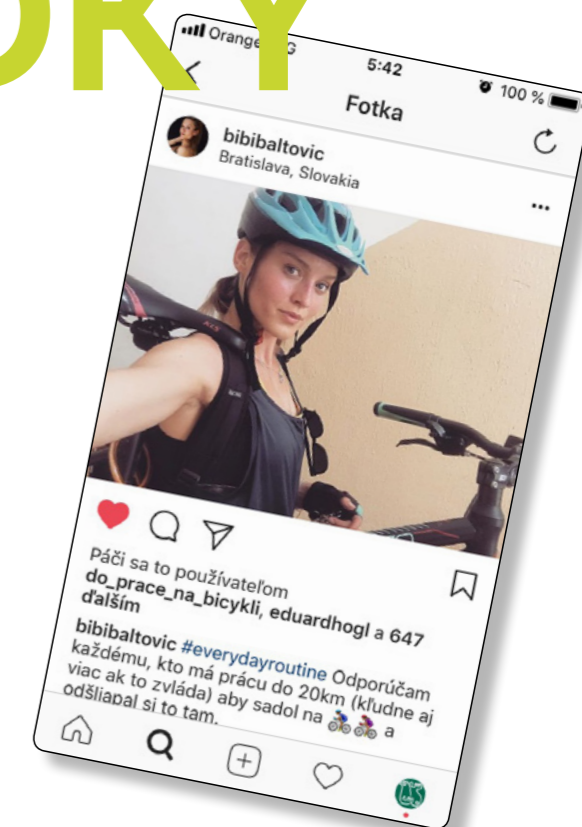 ORY
Orange
5:42
100 %
Fotka
bibibaltovic
Bratislava, Slovakia
Páči sa to používateľom
do_prace_na_bicykli, eduardhogl a 647
ďalším
bibibaltovic #everydayroutine Odporúčam
každému, kto má prácu do 20km (kľudne aj
viac ak to zvláda) aby sadol na 🚴🚴 a
odšliapal si to tam.